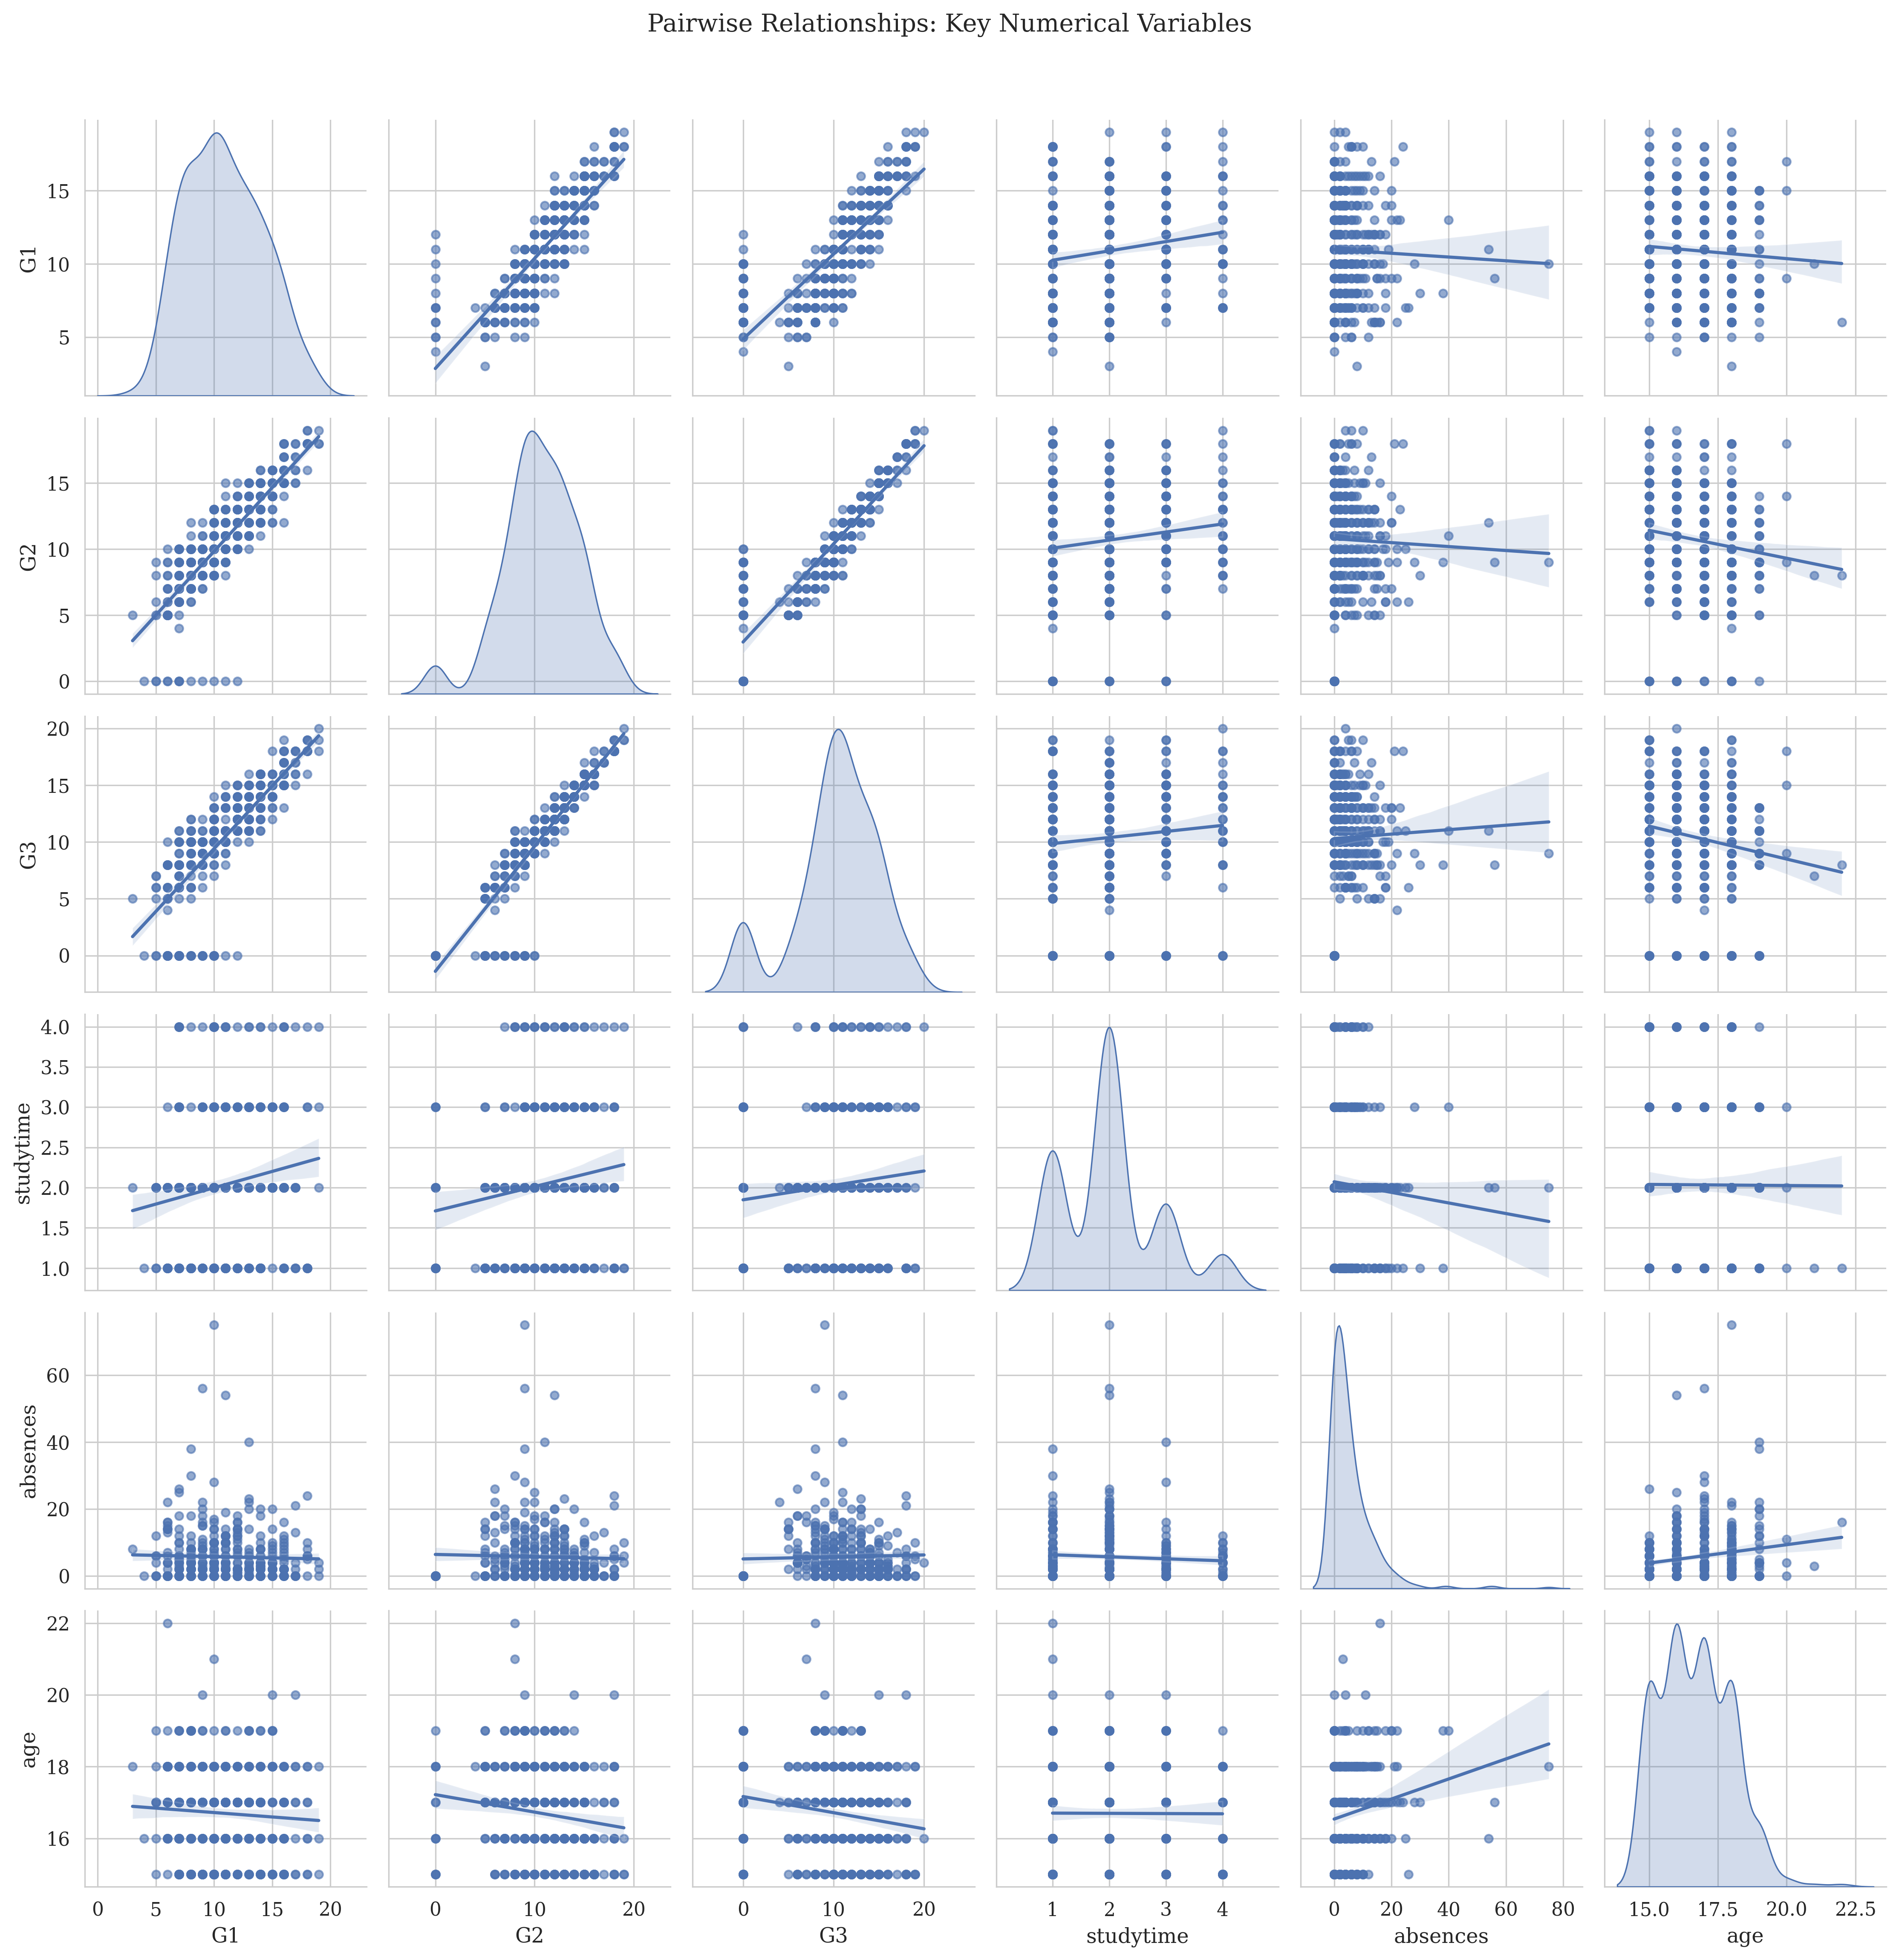 Pairwise Relationships: Key Numerical Variables
G1
15
10
5
G2
15
10
5
0
G3
20
15
10
5
0
studytime
4.0
3.5
3.0
2.5
2.0
1.5
1.0
absences
60
40
20
0
age
22
20
18
16
0 5 10 15 20
0 10 20
0 10 20
1 2 3 4
0 20 40 60 80
15.0 17.5 20.0 22.5
G1 G2 G3 studytime absences age